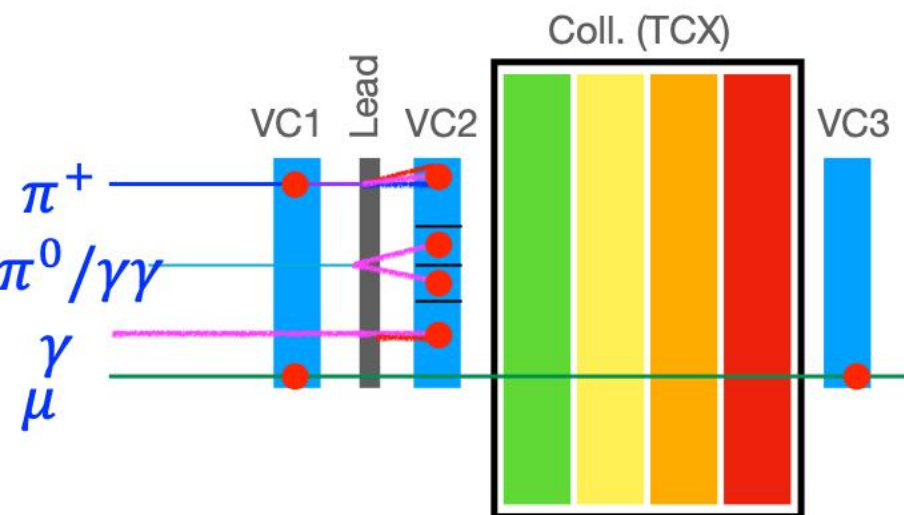 Coll. (TCX)
VC1
Lead
VC2
VC3
π⁺
π⁰/γγ
γ
μ